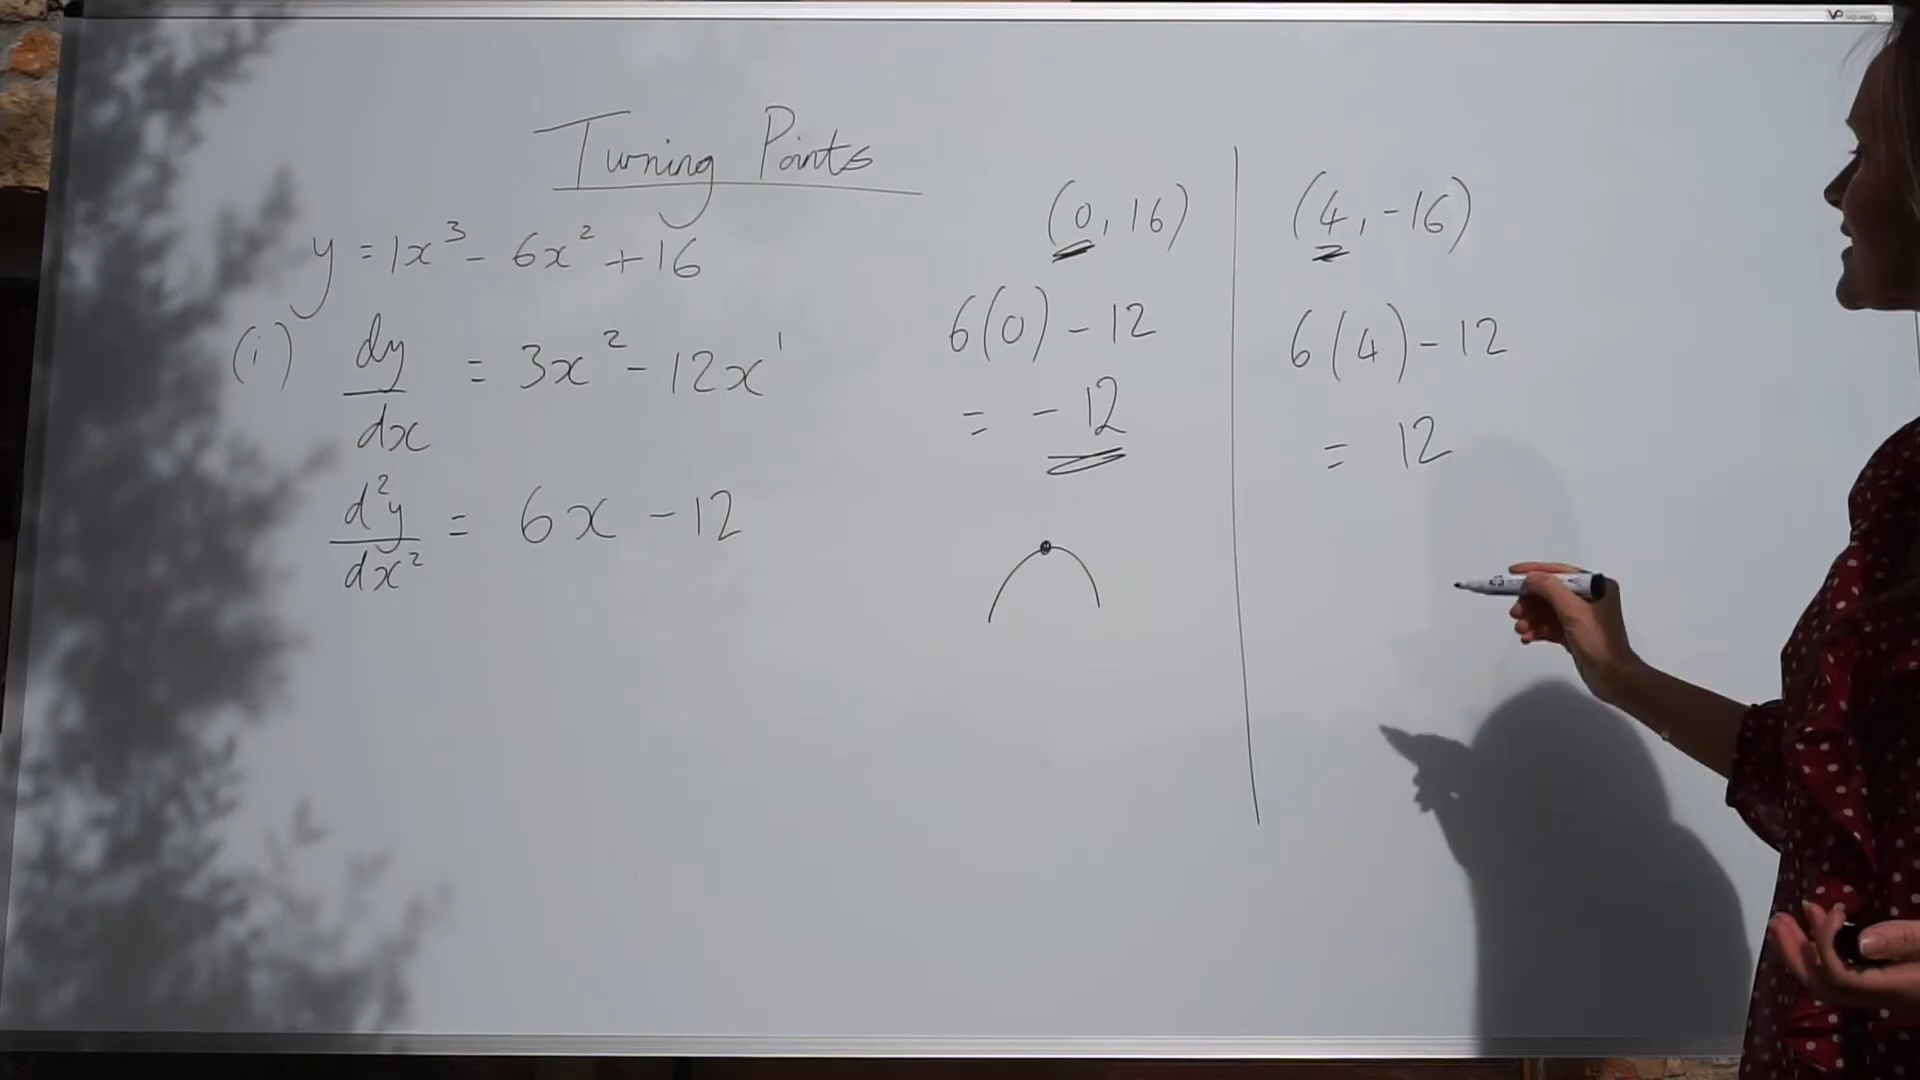 Turning Points
y = 1x³ - 6x² + 16
(i) dy/dx = 3x² - 12x¹
d²y/dx² = 6x - 12
(0, 16)
6(0) - 12
= - 12
(4, -16)
6(4) - 12
= 12